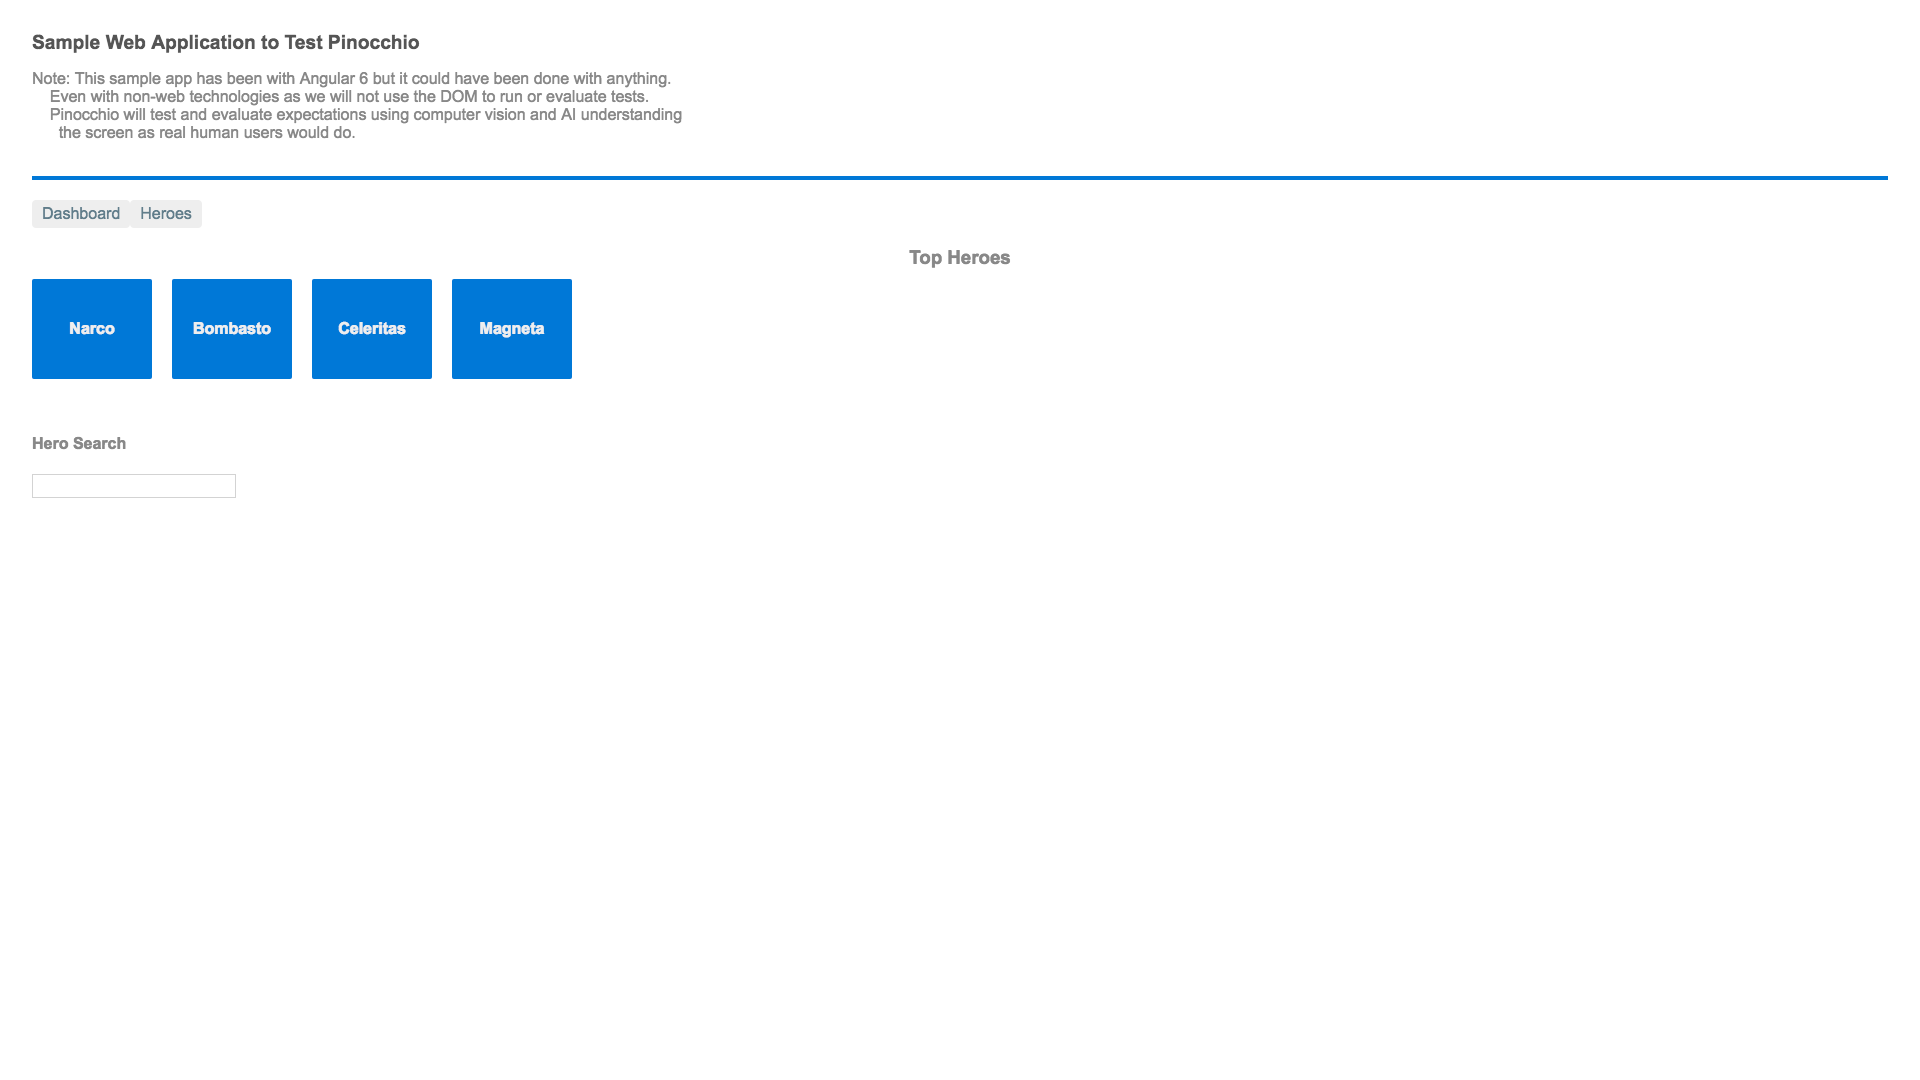 Sample Web Application to Test Pinocchio
Note: This sample app has been with Angular 6 but it could have been done with anything.
Even with non-web technologies as we will not use the DOM to run or evaluate tests.
Pinocchio will test and evaluate expectations using computer vision and AI understanding
the screen as real human users would do.
Dashboard Heroes
Top Heroes
Narco Bombasto Celeritas Magneta
Hero Search